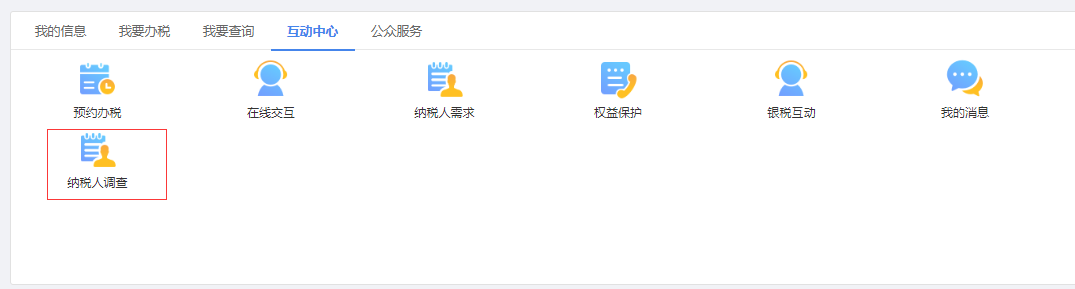 我的信息 我要办税 我要查询 互动中心 公众服务
预约办税 在线交互 纳税人需求 权益保护 银税互动 我的消息
纳税人调查